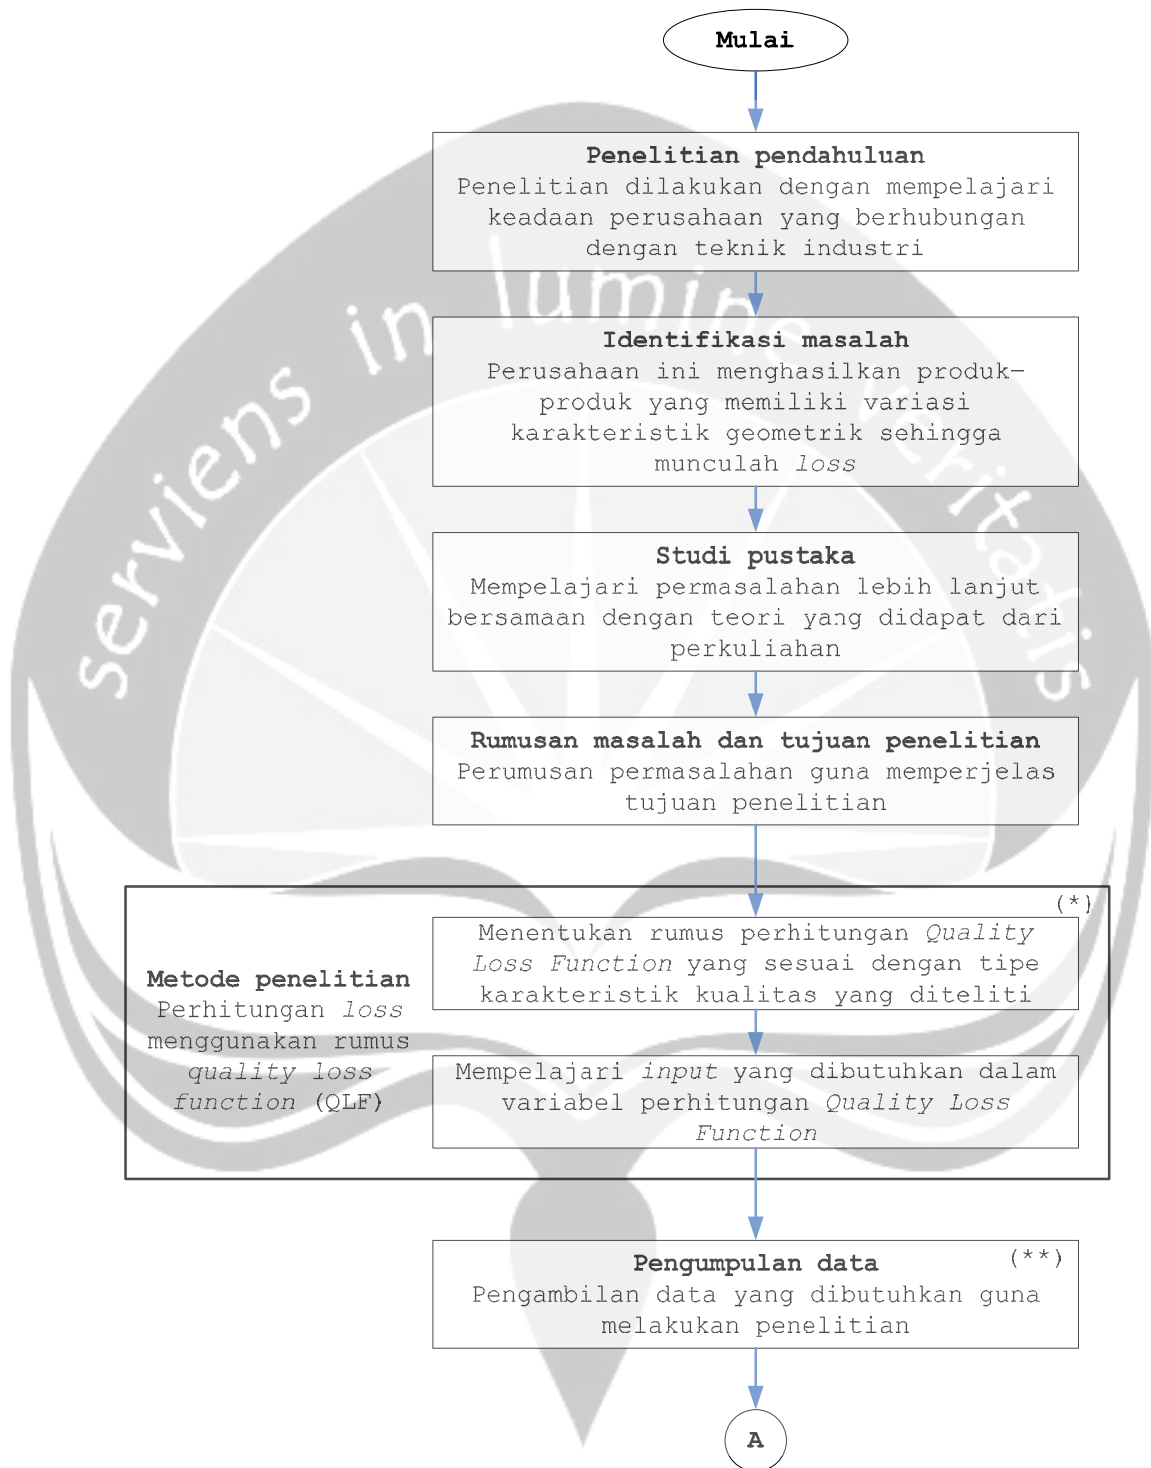 Mulai
serviens in lumine veritatis
Penelitian pendahuluan
Penelitian dilakukan dengan mempelajari
keadaan perusahaan yang berhubungan
dengan teknik industri
Identifikasi masalah
Perusahaan ini menghasilkan produk-
produk yang memiliki variasi
karakteristik geometrik sehingga
munculah loss
Studi pustaka
Mempelajari permasalahan lebih lanjut
bersamaan dengan teori yang didapat dari
perkuliahan
Rumusan masalah dan tujuan penelitian
Perumusan permasalahan guna memperjelas
tujuan penelitian
(*)
Metode penelitian
Perhitungan loss
menggunakan rumus
quality loss
function (QLF)
Menentukan rumus perhitungan Quality
Loss Function yang sesuai dengan tipe
karakteristik kualitas yang diteliti
Mempelajari input yang dibutuhkan dalam
variabel perhitungan Quality Loss
Function
Pengumpulan data (**)
Pengambilan data yang dibutuhkan guna
melakukan penelitian
A